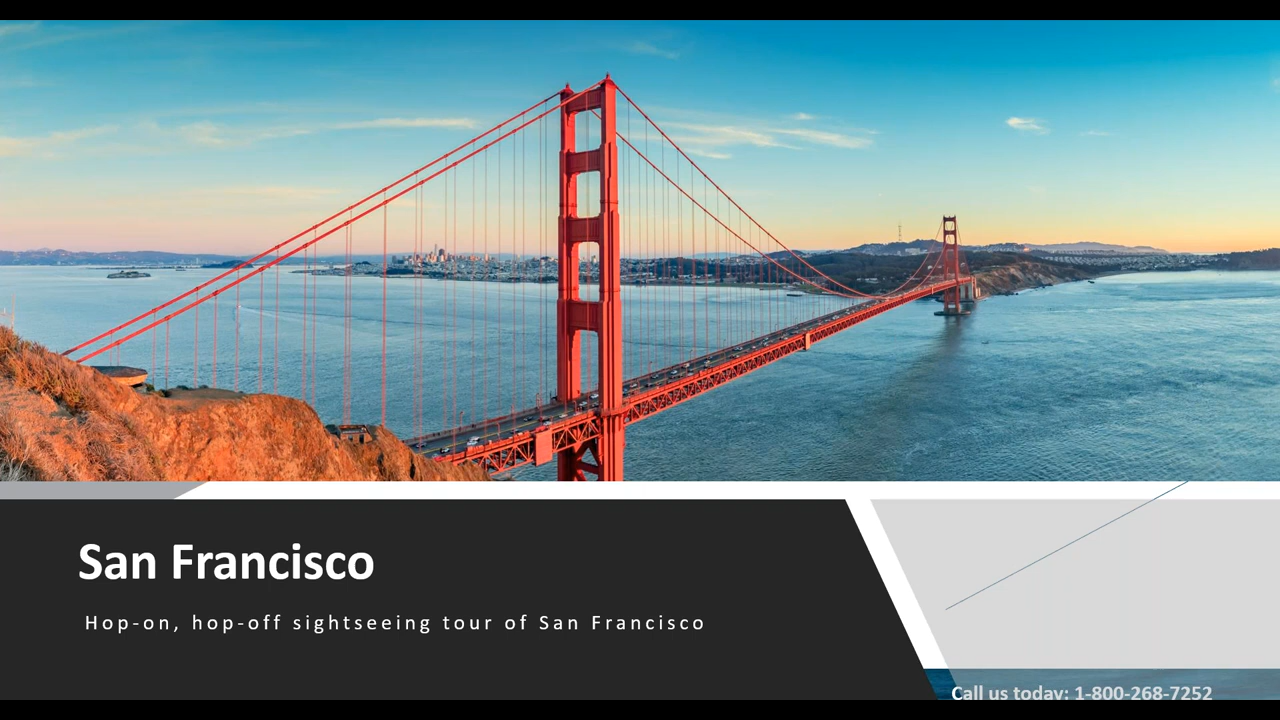 San Francisco
Hop-on, hop-off sightseeing tour of San Francisco
Call us today: 1-800-268-7252